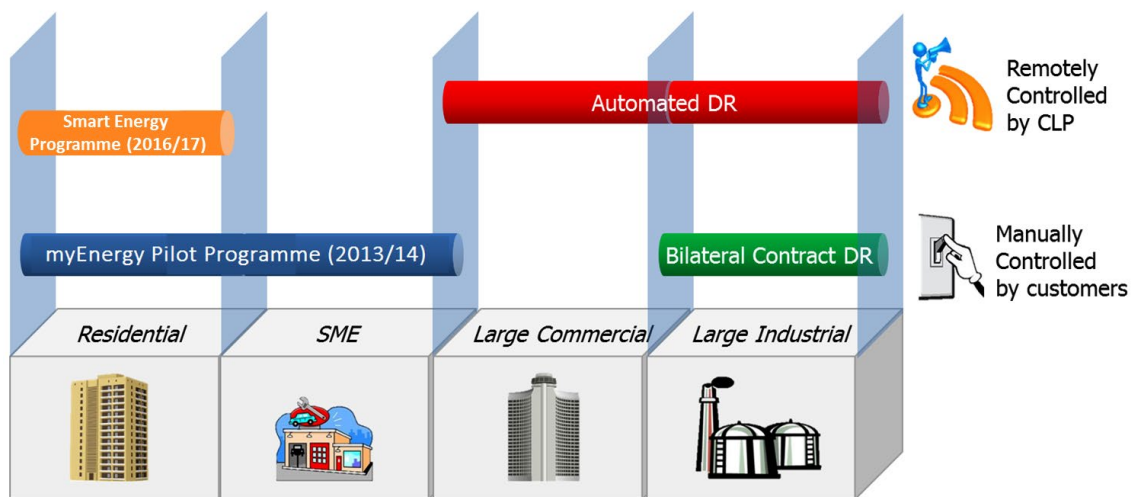 Automated DR
Remotely
Controlled
by CLP
Smart Energy
Programme (2016/17)
myEnergy Pilot Programme (2013/14)
Bilateral Contract DR
Manually
Controlled
by customers
Residential
SME
Large Commercial
Large Industrial